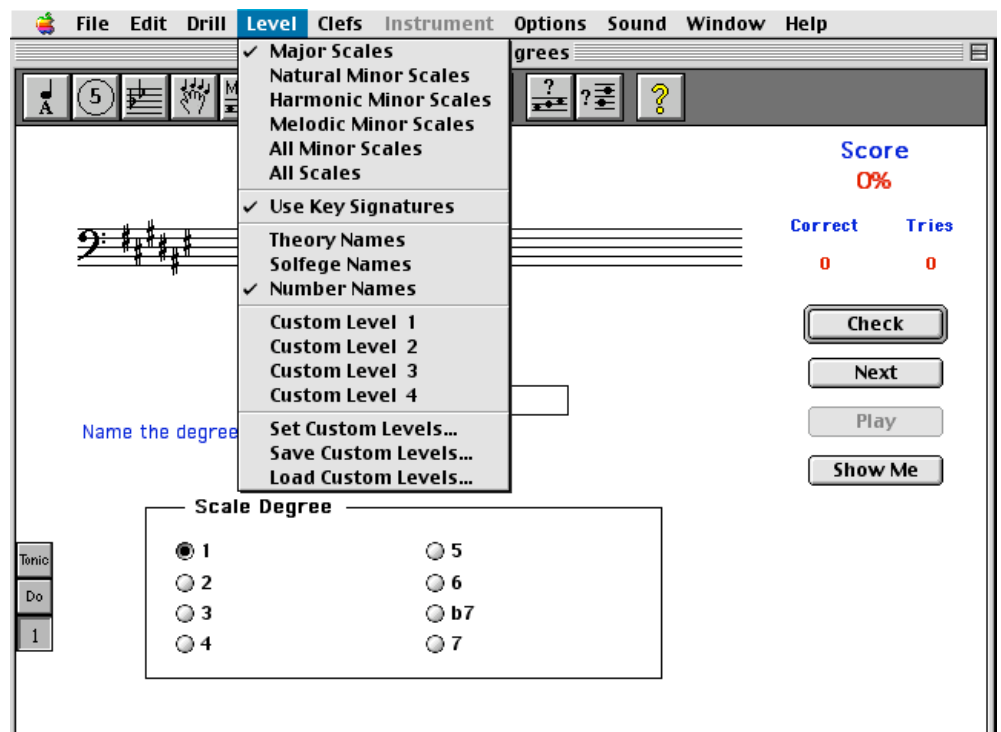 File Edit Drill Level Clefs Instrument Options Sound Window Help
grees
A 5 M ? ? ?
✓ Major Scales
Natural Minor Scales
Harmonic Minor Scales
Melodic Minor Scales
All Minor Scales
All Scales
✓ Use Key Signatures
Theory Names
Solfege Names
✓ Number Names
Custom Level 1
Custom Level 2
Custom Level 3
Custom Level 4
Set Custom Levels...
Save Custom Levels...
Load Custom Levels...
Score
0%
Correct Tries
0 0
Check
Next
Play
Show Me
Name the degree
Scale Degree
1 5
2 6
3 b7
4 7
Tonic
Do
1